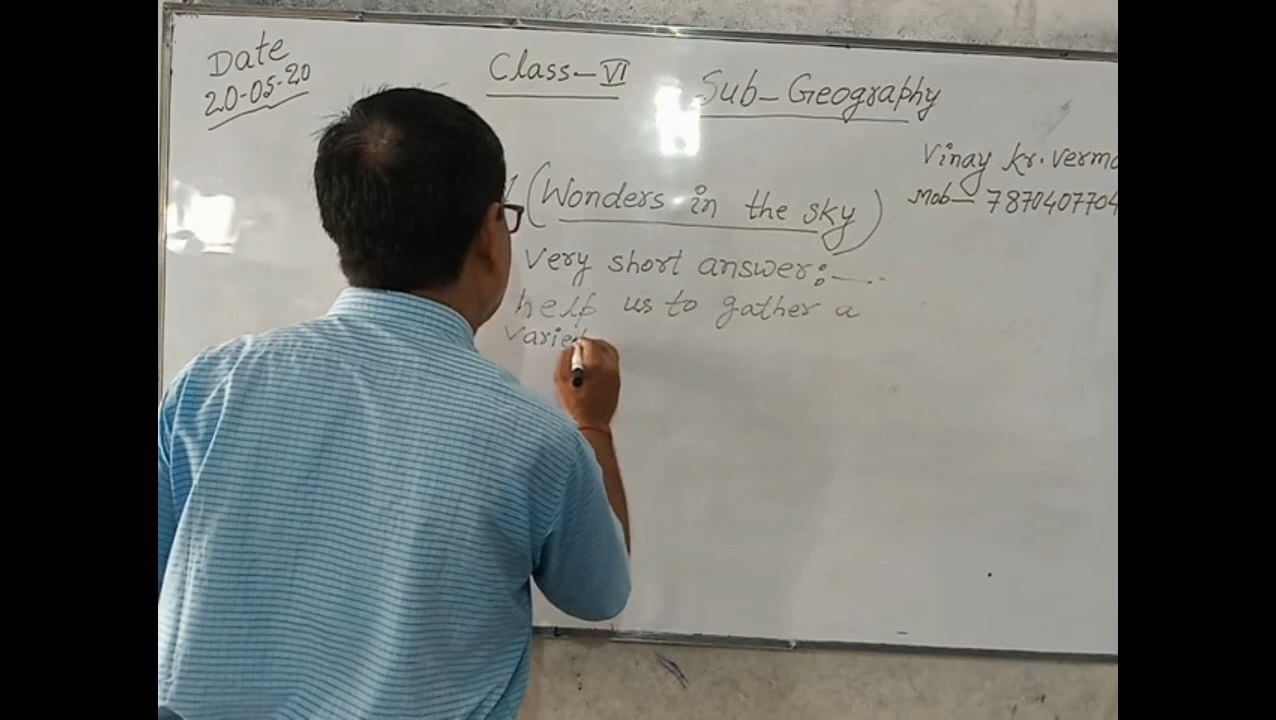 Date
20-05-20
Class-VI
Sub-Geography
Vinay Kr. Verma
Mob- 7870407704
(Wonders in the sky)
Very short answer:-...
help us to gather a
varie